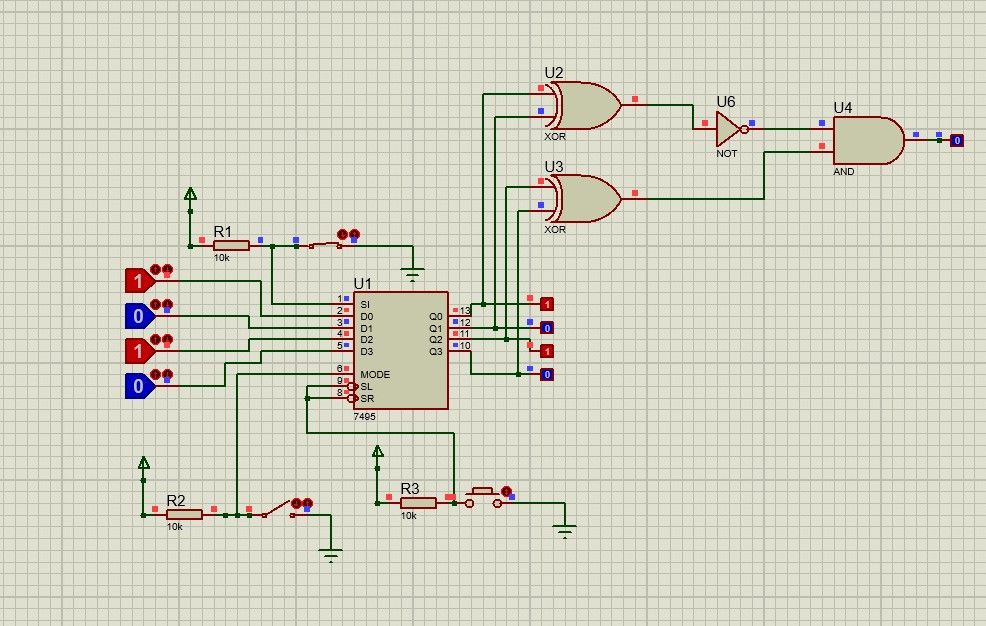 U2
XOR
U6
NOT
U4
AND
0
U3
XOR
R1
10k
1
0
1
0
U1
1 SI
2 D0
3 D1
4 D2
5 D3
6 MODE
9 SL
8 SR
Q0 13
Q1 12
Q2 11
Q3 10
7495
1
0
1
0
R2
10k
R3
10k